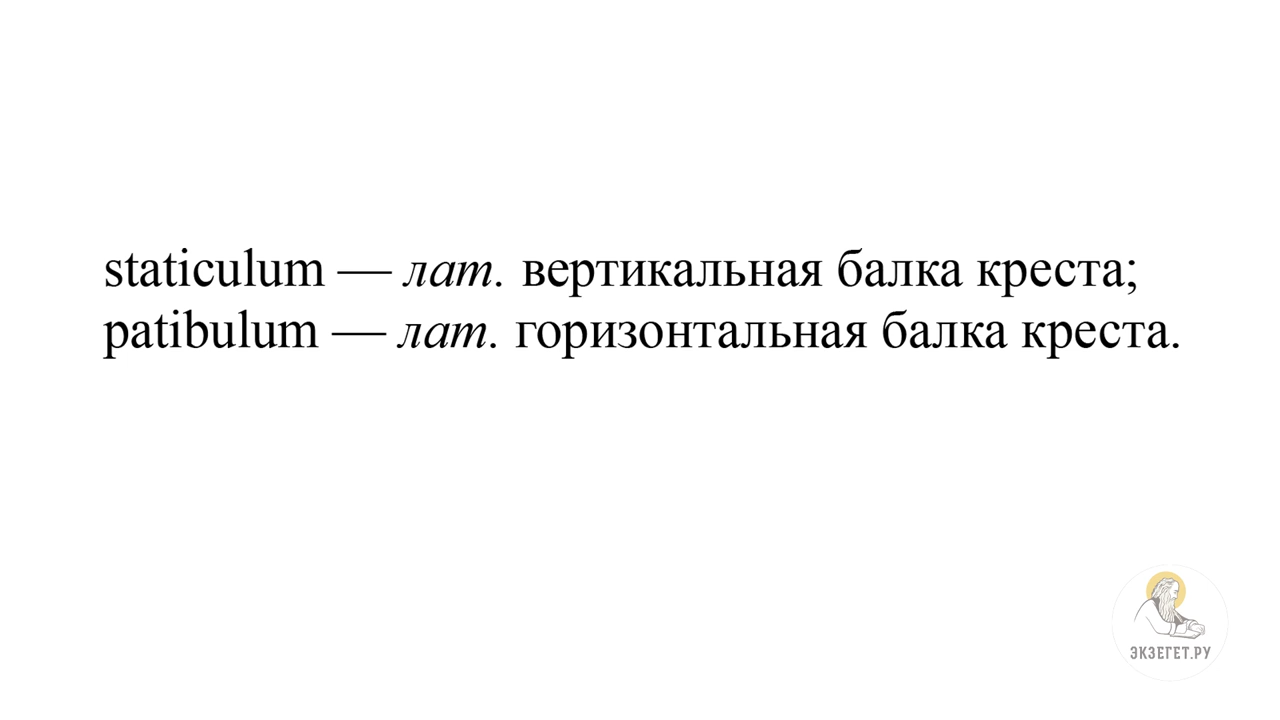 staticulum — лат. вертикальная балка креста;
patibulum — лат. горизонтальная балка креста.
ЭКЗЕГЕТ.РУ